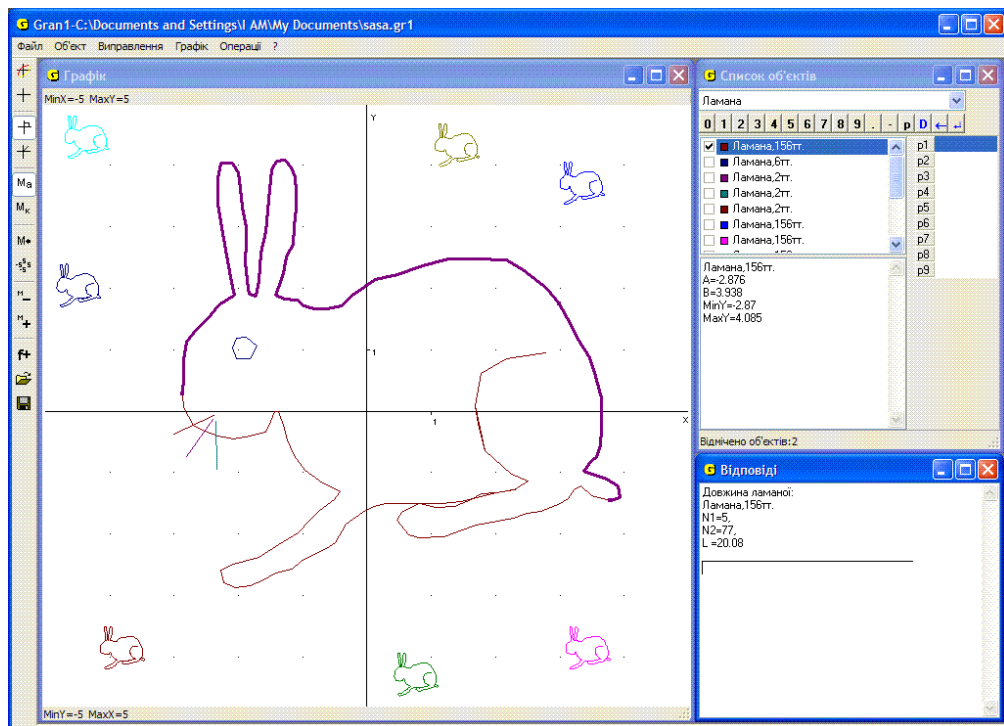 Gran1-C:\Documents and Settings\I AM\My Documents\sasa.gr1
Файл Об'єкт Виправлення Графік Операції ?
Графік
MinX=-5 MaxY=5
Y
1
X
1
MinY=-5 MaxX=5
Ma
Мк
М
М
f+
Список об'єктів
Ламана
0 1 2 3 4 5 6 7 8 9 . - p D ← ↵
Ламана,156тт.
Ламана,6тт.
Ламана,2тт.
Ламана,2тт.
Ламана,2тт.
Ламана,156тт.
Ламана,156тт.
p1
p2
p3
p4
p5
p6
p7
p8
p9
Ламана,156тт.
A=-2.876
B=3.938
MinY=-2.87
MaxY=4.085
Відмічено об'єктів:2
Відповіді
Довжина ламаної:
Ламана,156тт.
N1=5,
N2=77,
L =20.08